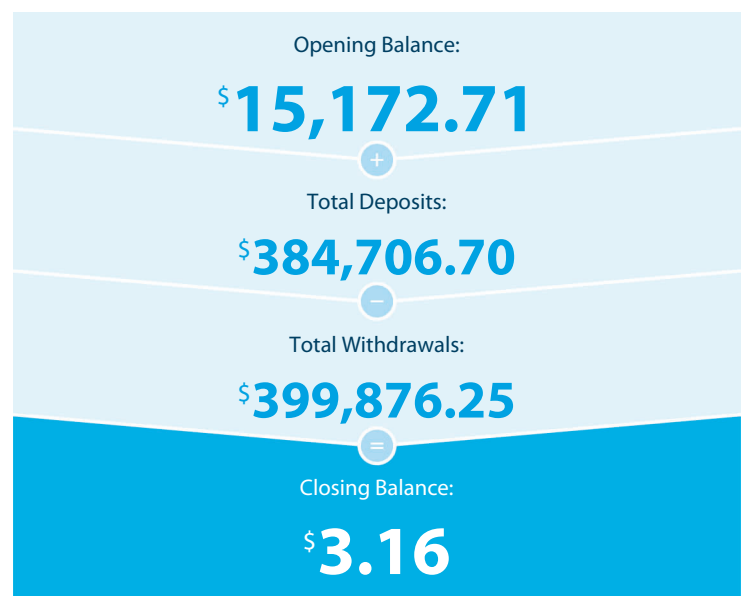 Opening Balance:
$15,172.71
+
Total Deposits:
$384,706.70
−
Total Withdrawals:
$399,876.25
=
Closing Balance:
$3.16